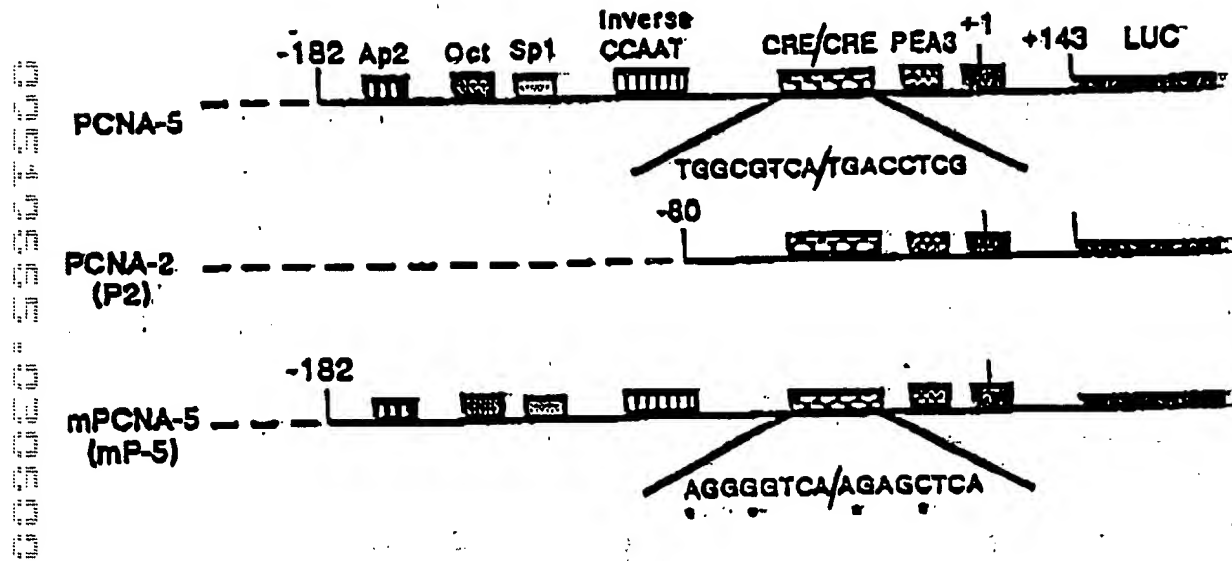 Inverse
-182 Ap2 Oct Sp1 CCAAT CRE/CRE PEA3 +1 +143 LUC
PCNA-5
TGGCGTCA/TGACCTCG
-80
PCNA-2
(P2)
-182
mPCNA-5
(mP-5)
AGGGGTCA/AGAGCTCA
* * * *